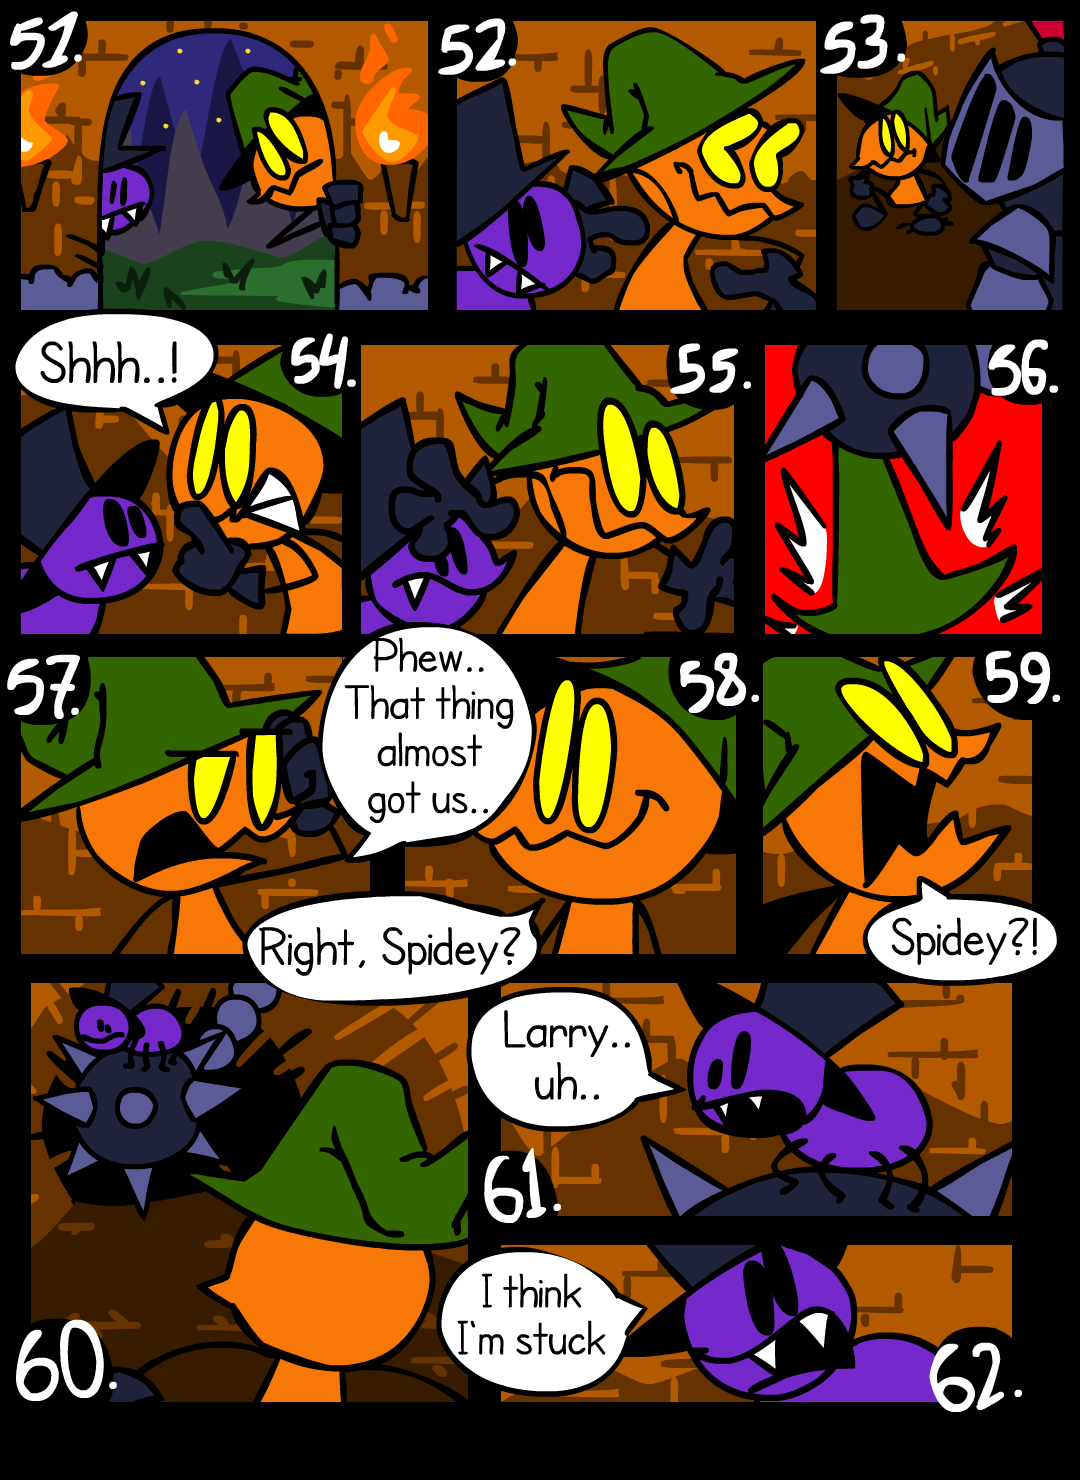 51.
52.
53.
Shhh..!
54.
55.
56.
57.
Phew..
That thing
almost
got us..
58.
Right, Spidey?
59.
Spidey?!
60.
Larry..
uh..
61.
I think
I'm stuck
62.